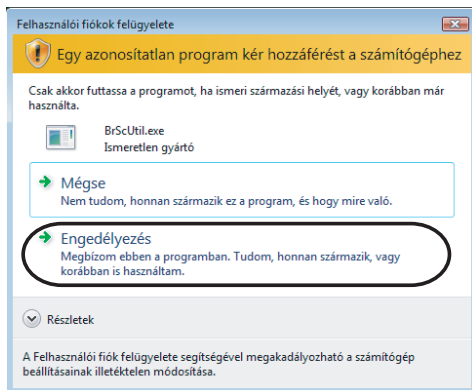 Felhasználói fiókok felügyelete
Egy azonosítatlan program kér hozzáférést a számítógéphez
Csak akkor futtassa a programot, ha ismeri származási helyét, vagy korábban már
használta.
BrScUtil.exe
Ismeretlen gyártó
Mégse
Nem tudom, honnan származik ez a program, és hogy mire való.
Engedélyezés
Megbízom ebben a programban. Tudom, honnan származik, vagy
korábban is használtam.
Részletek
A Felhasználói fiók felügyelete segítségével megakadályozható a számítógép
beállításainak illetéktelen módosítása.